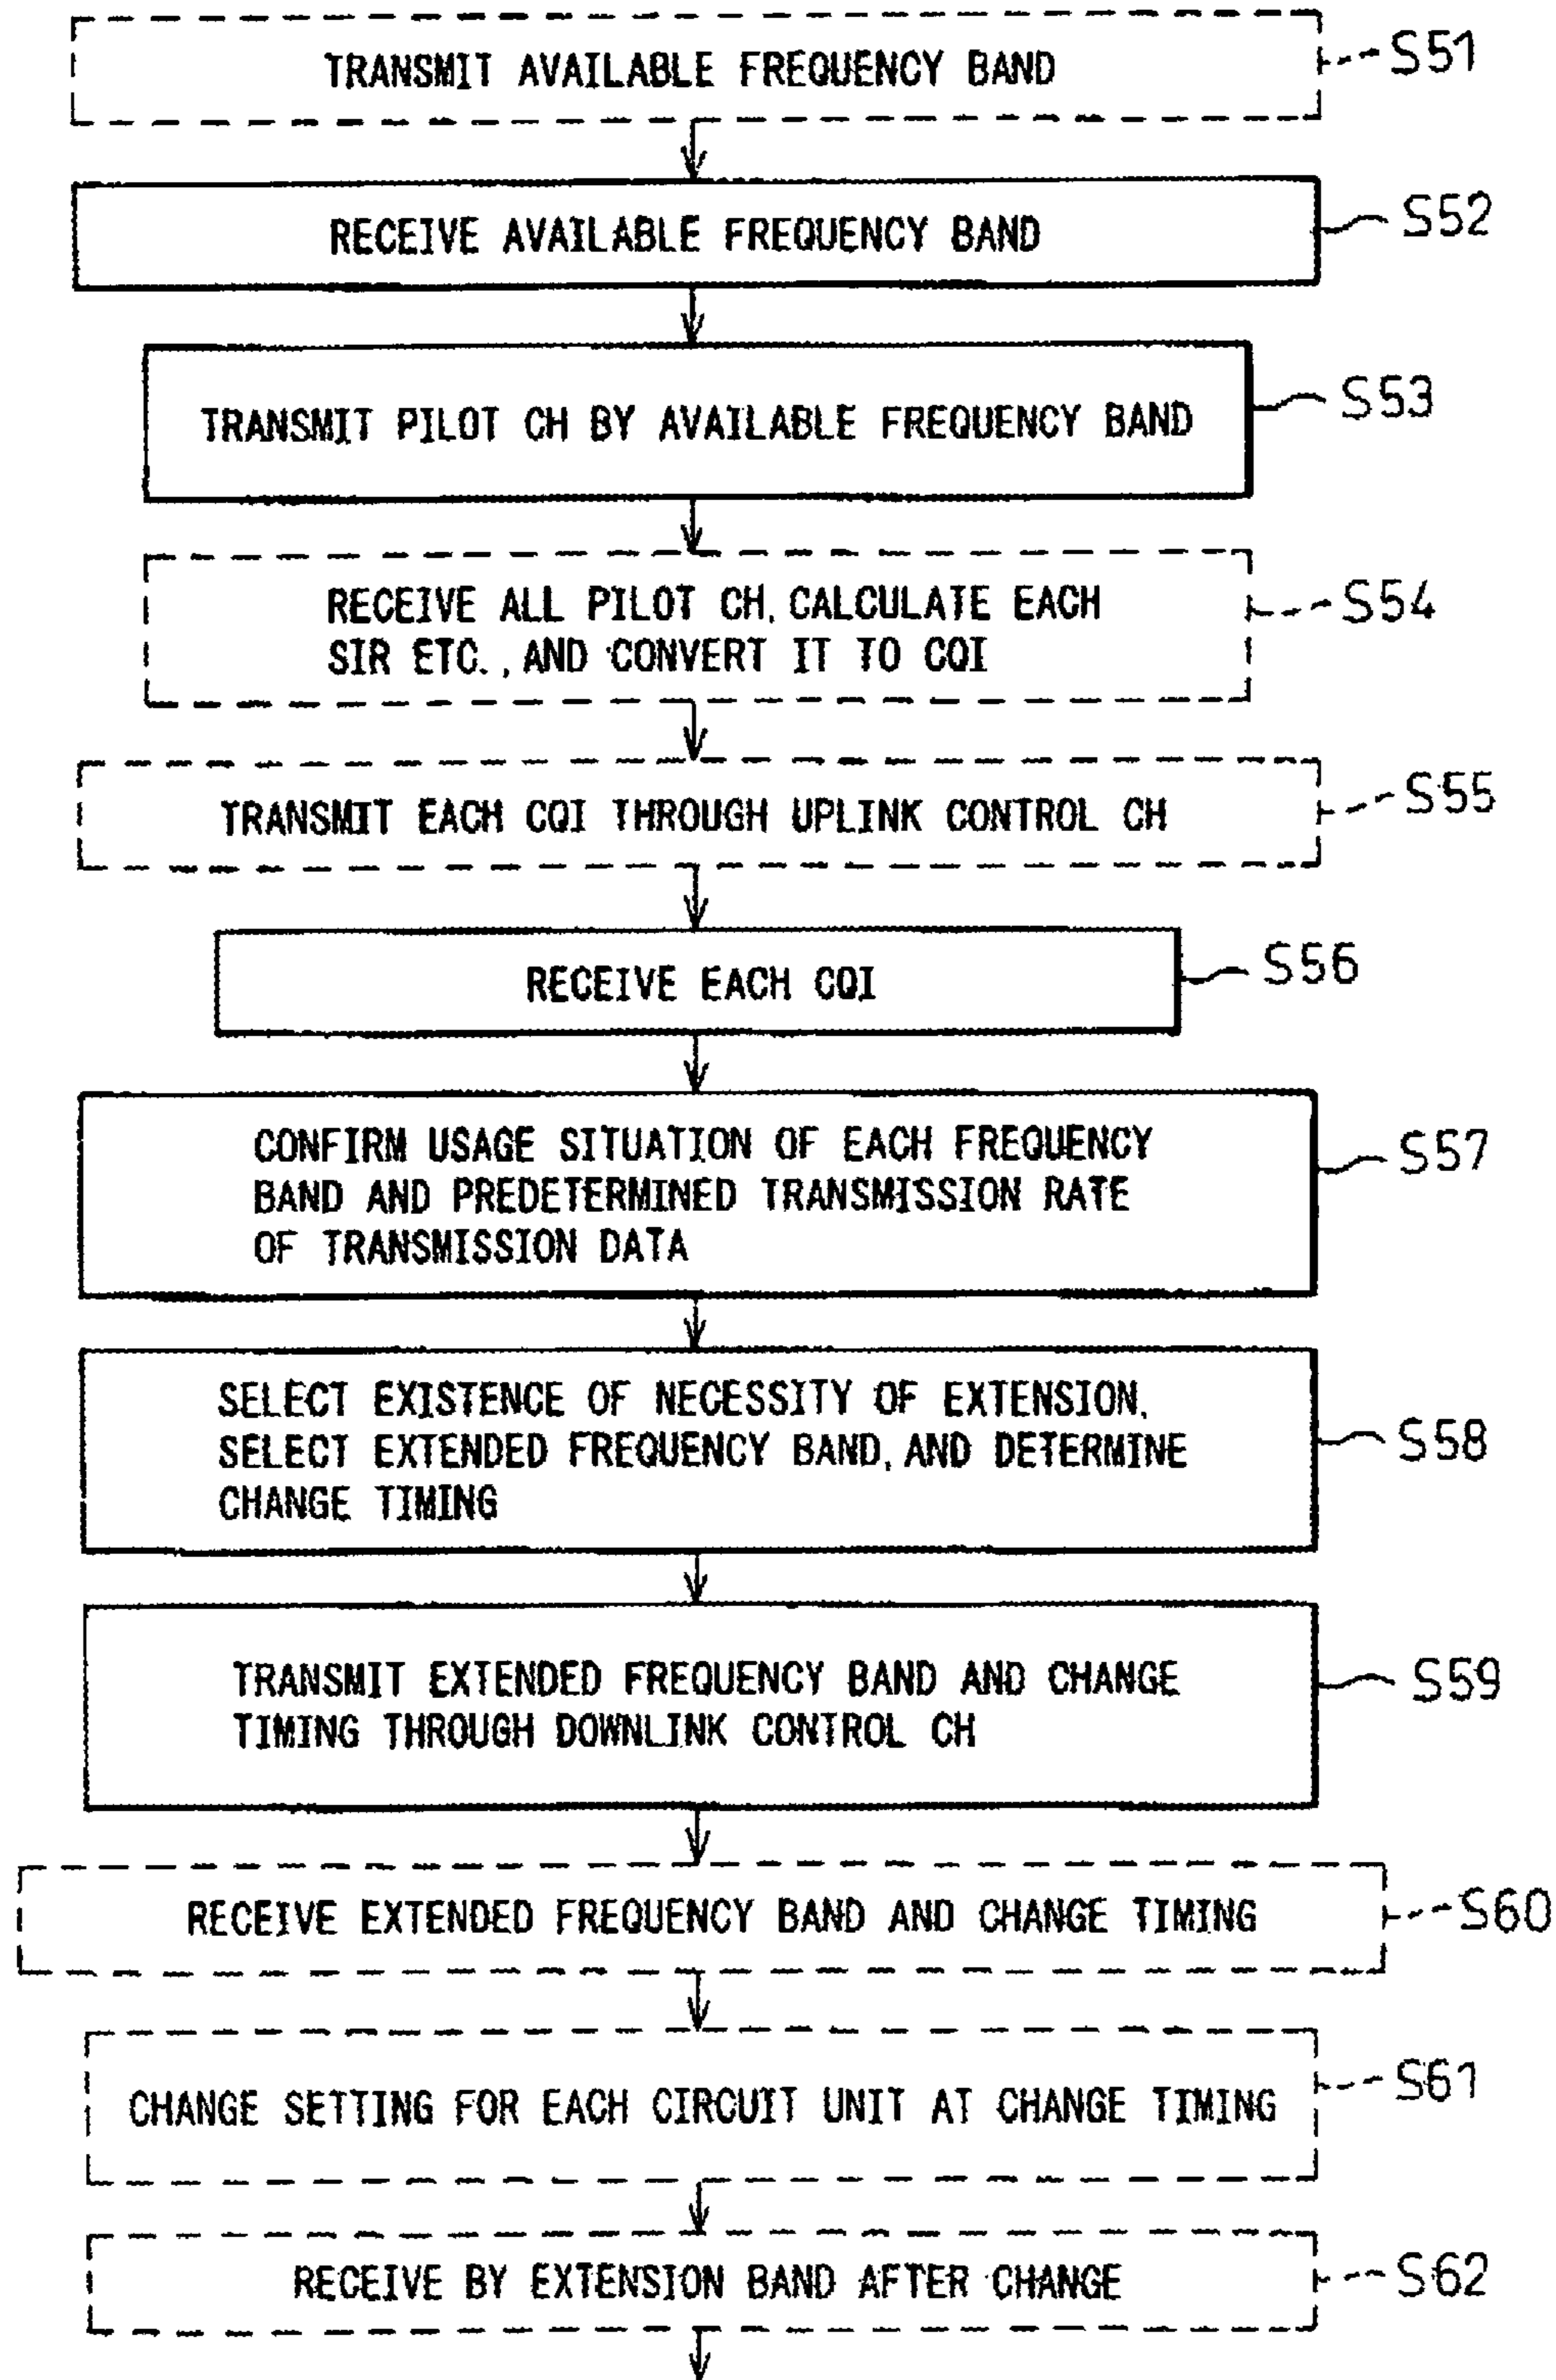 TRANSMIT AVAILABLE FREQUENCY BAND
S51
RECEIVE AVAILABLE FREQUENCY BAND
S52
TRANSMIT PILOT CH BY AVAILABLE FREQUENCY BAND
S53
RECEIVE ALL PILOT CH, CALCULATE EACH
SIR ETC., AND CONVERT IT TO CQI
S54
TRANSMIT EACH CQI THROUGH UPLINK CONTROL CH
S55
RECEIVE EACH CQI
S56
CONFIRM USAGE SITUATION OF EACH FREQUENCY
BAND AND PREDETERMINED TRANSMISSION RATE
OF TRANSMISSION DATA
S57
SELECT EXISTENCE OF NECESSITY OF EXTENSION,
SELECT EXTENDED FREQUENCY BAND, AND DETERMINE
CHANGE TIMING
S58
TRANSMIT EXTENDED FREQUENCY BAND AND CHANGE
TIMING THROUGH DOWNLINK CONTROL CH
S59
RECEIVE EXTENDED FREQUENCY BAND AND CHANGE TIMING
S60
CHANGE SETTING FOR EACH CIRCUIT UNIT AT CHANGE TIMING
S61
RECEIVE BY EXTENSION BAND AFTER CHANGE
S62